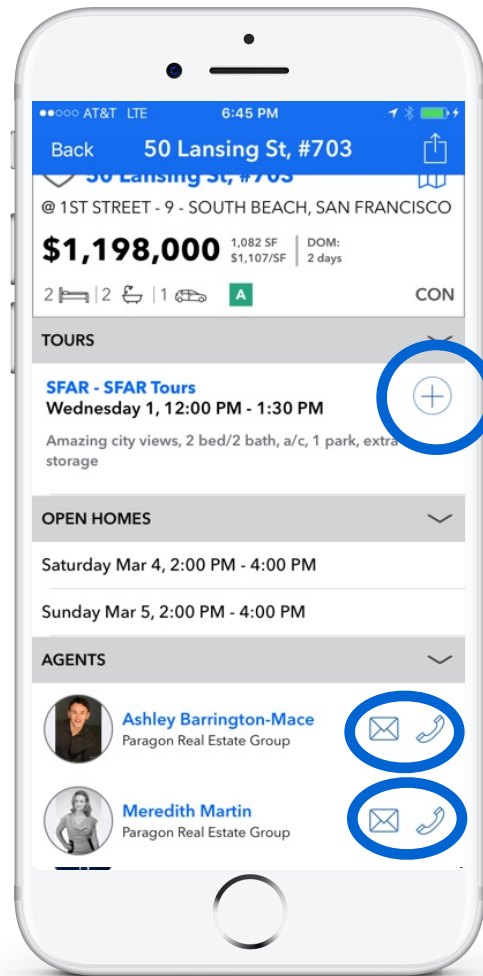 AT&T LTE 6:45 PM
Back 50 Lansing St, #703
50 Lansing St, #703
@ 1ST STREET - 9 - SOUTH BEACH, SAN FRANCISCO
$1,198,000 1,082 SF DOM:
$1,107/SF 2 days
2 | 2 | 1 A CON
TOURS
SFAR - SFAR Tours
Wednesday 1, 12:00 PM - 1:30 PM
Amazing city views, 2 bed/2 bath, a/c, 1 park, extra
storage
OPEN HOMES
Saturday Mar 4, 2:00 PM - 4:00 PM
Sunday Mar 5, 2:00 PM - 4:00 PM
AGENTS
Ashley Barrington-Mace
Paragon Real Estate Group
Meredith Martin
Paragon Real Estate Group